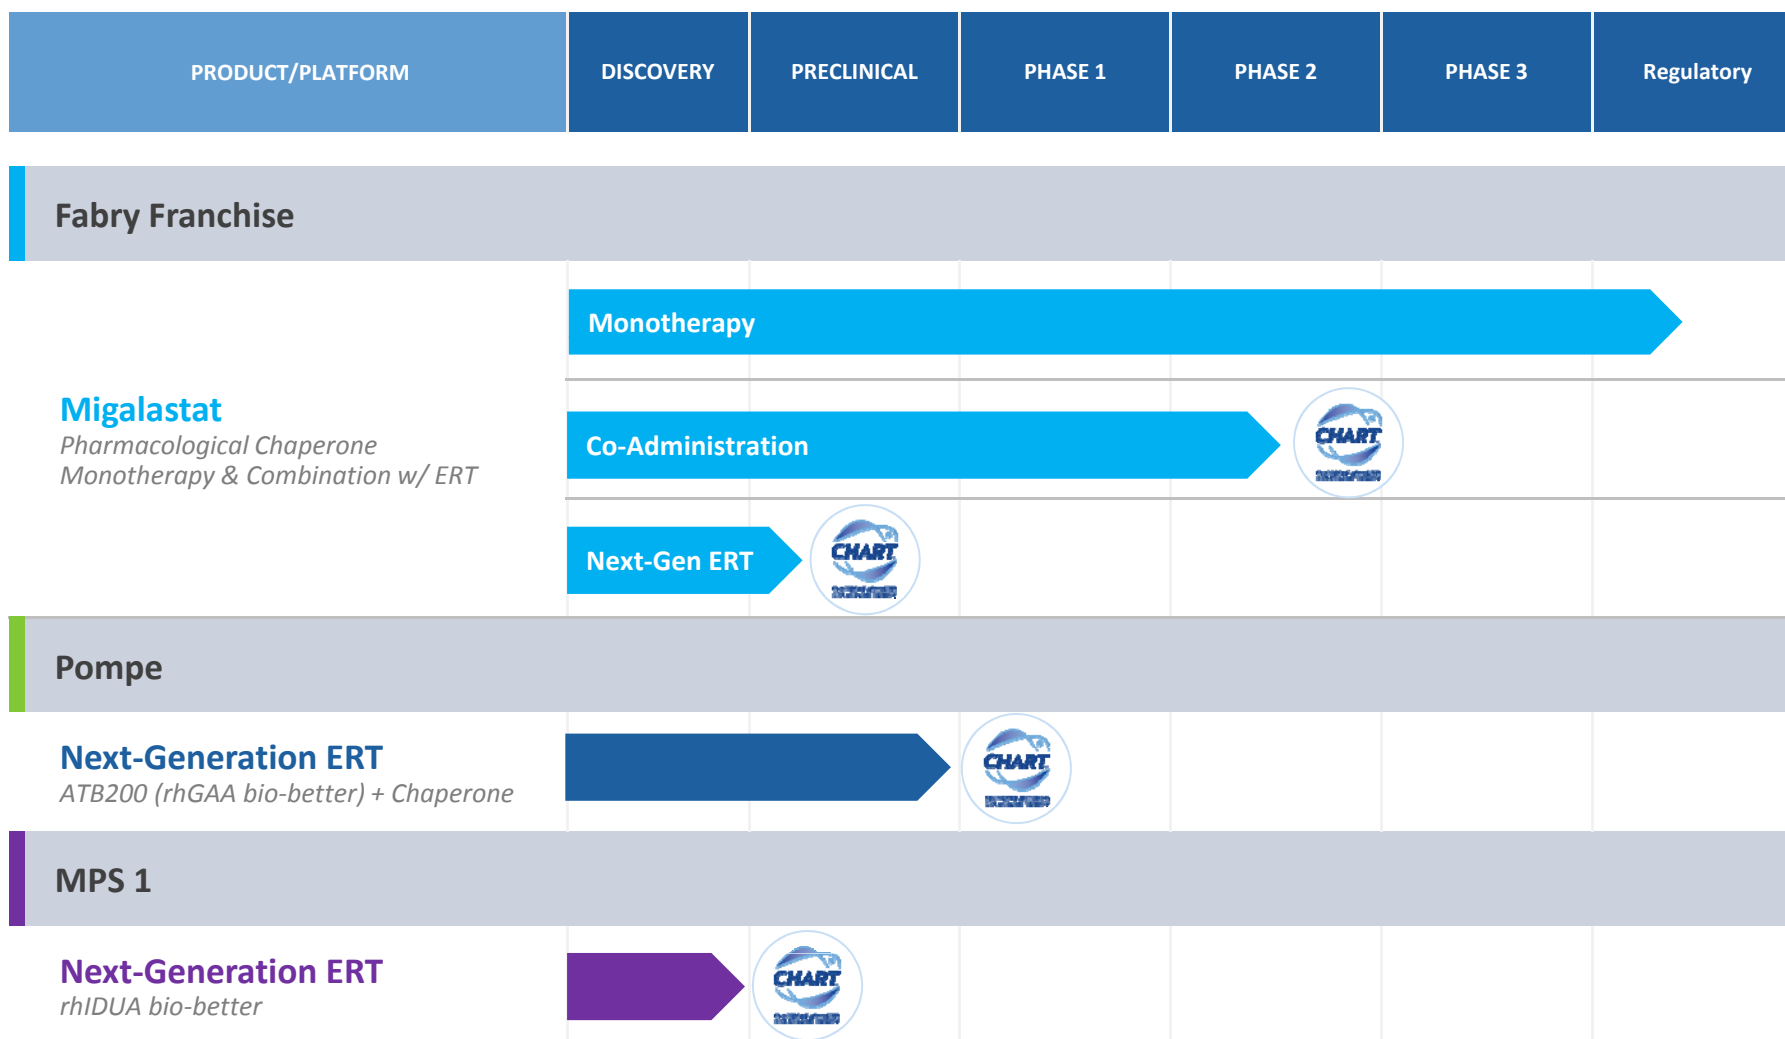 PRODUCT/PLATFORM
DISCOVERY
PRECLINICAL
PHASE 1
PHASE 2
PHASE 3
Regulatory
Fabry Franchise
Migalastat
Pharmacological Chaperone
Monotherapy & Combination w/ ERT
Monotherapy
Co-Administration
CHART
Next-Gen ERT
CHART
Pompe
Next-Generation ERT
ATB200 (rhGAA bio-better) + Chaperone
CHART
MPS 1
Next-Generation ERT
rhIDUA bio-better
CHART